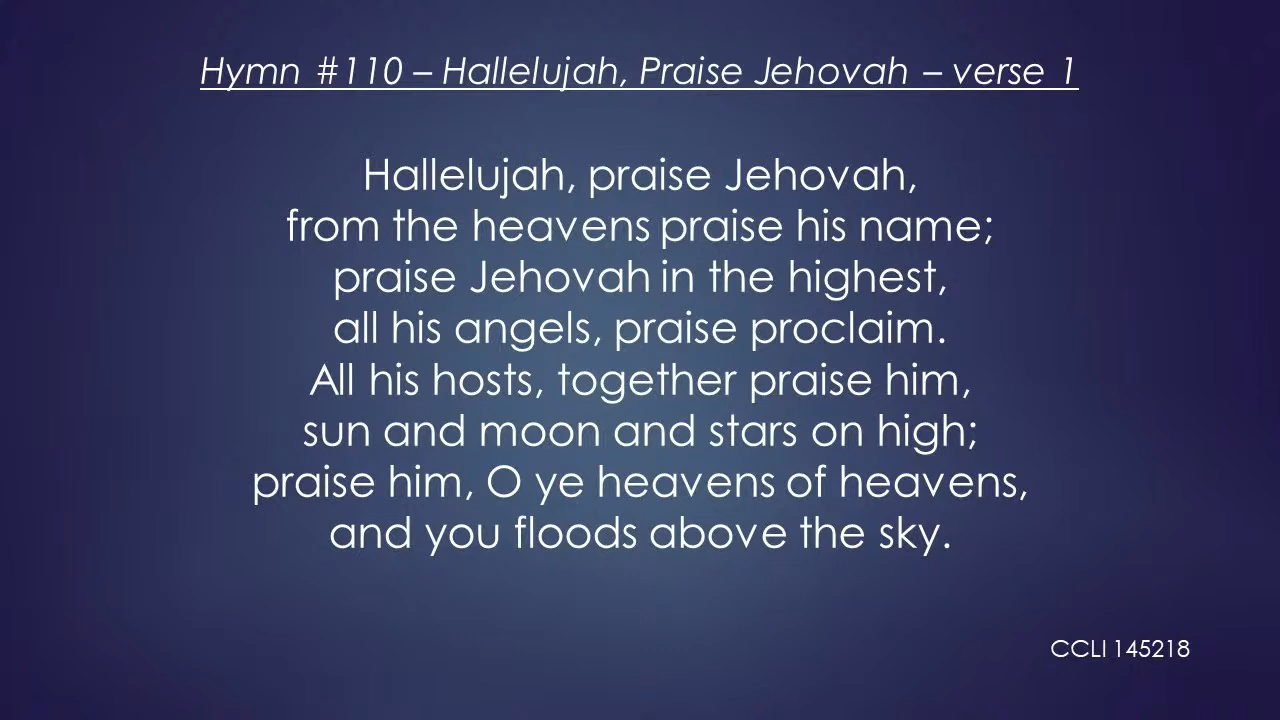 Hymn #110 – Hallelujah, Praise Jehovah – verse 1
Hallelujah, praise Jehovah,
from the heavens praise his name;
praise Jehovah in the highest,
all his angels, praise proclaim.
All his hosts, together praise him,
sun and moon and stars on high;
praise him, O ye heavens of heavens,
and you floods above the sky.
CCLI 145218